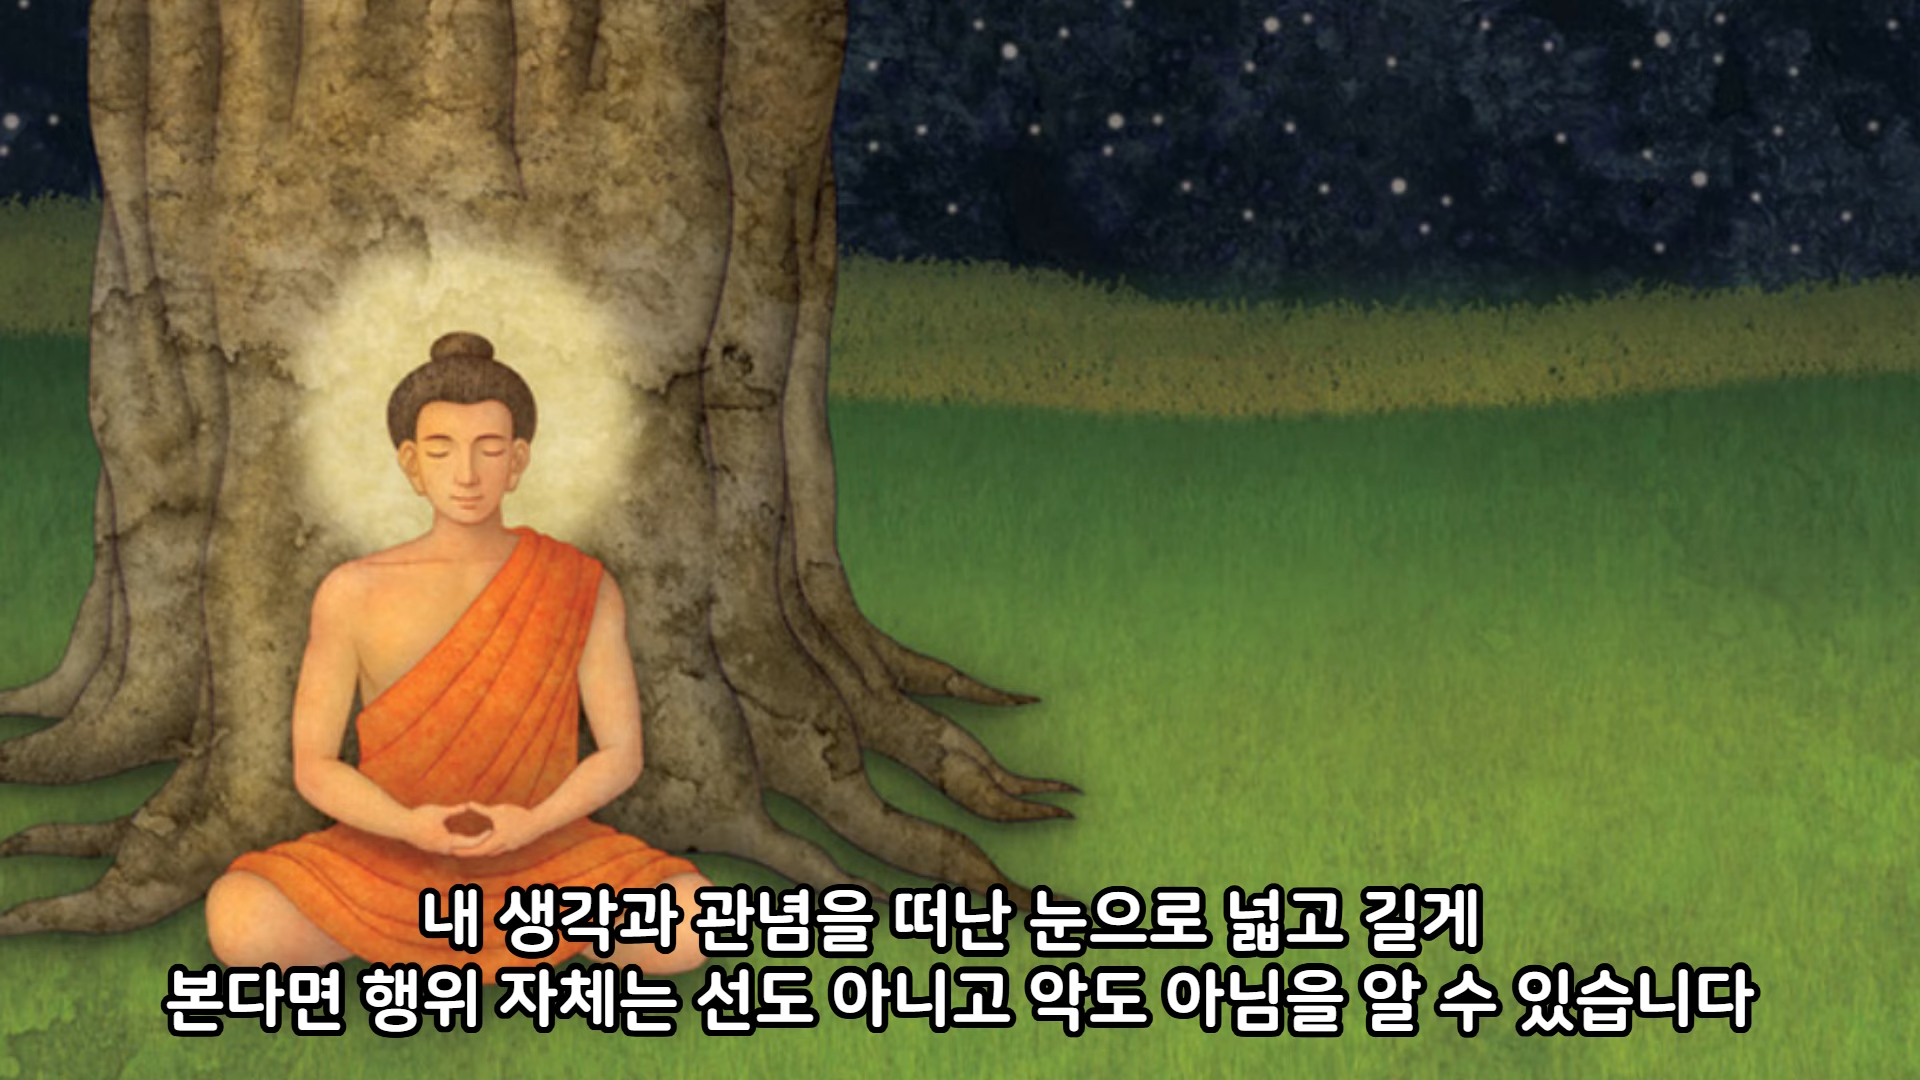 내 생각과 관념을 떠난 눈으로 넓고 길게
본다면 행위 자체는 선도 아니고 악도 아님을 알 수 있습니다